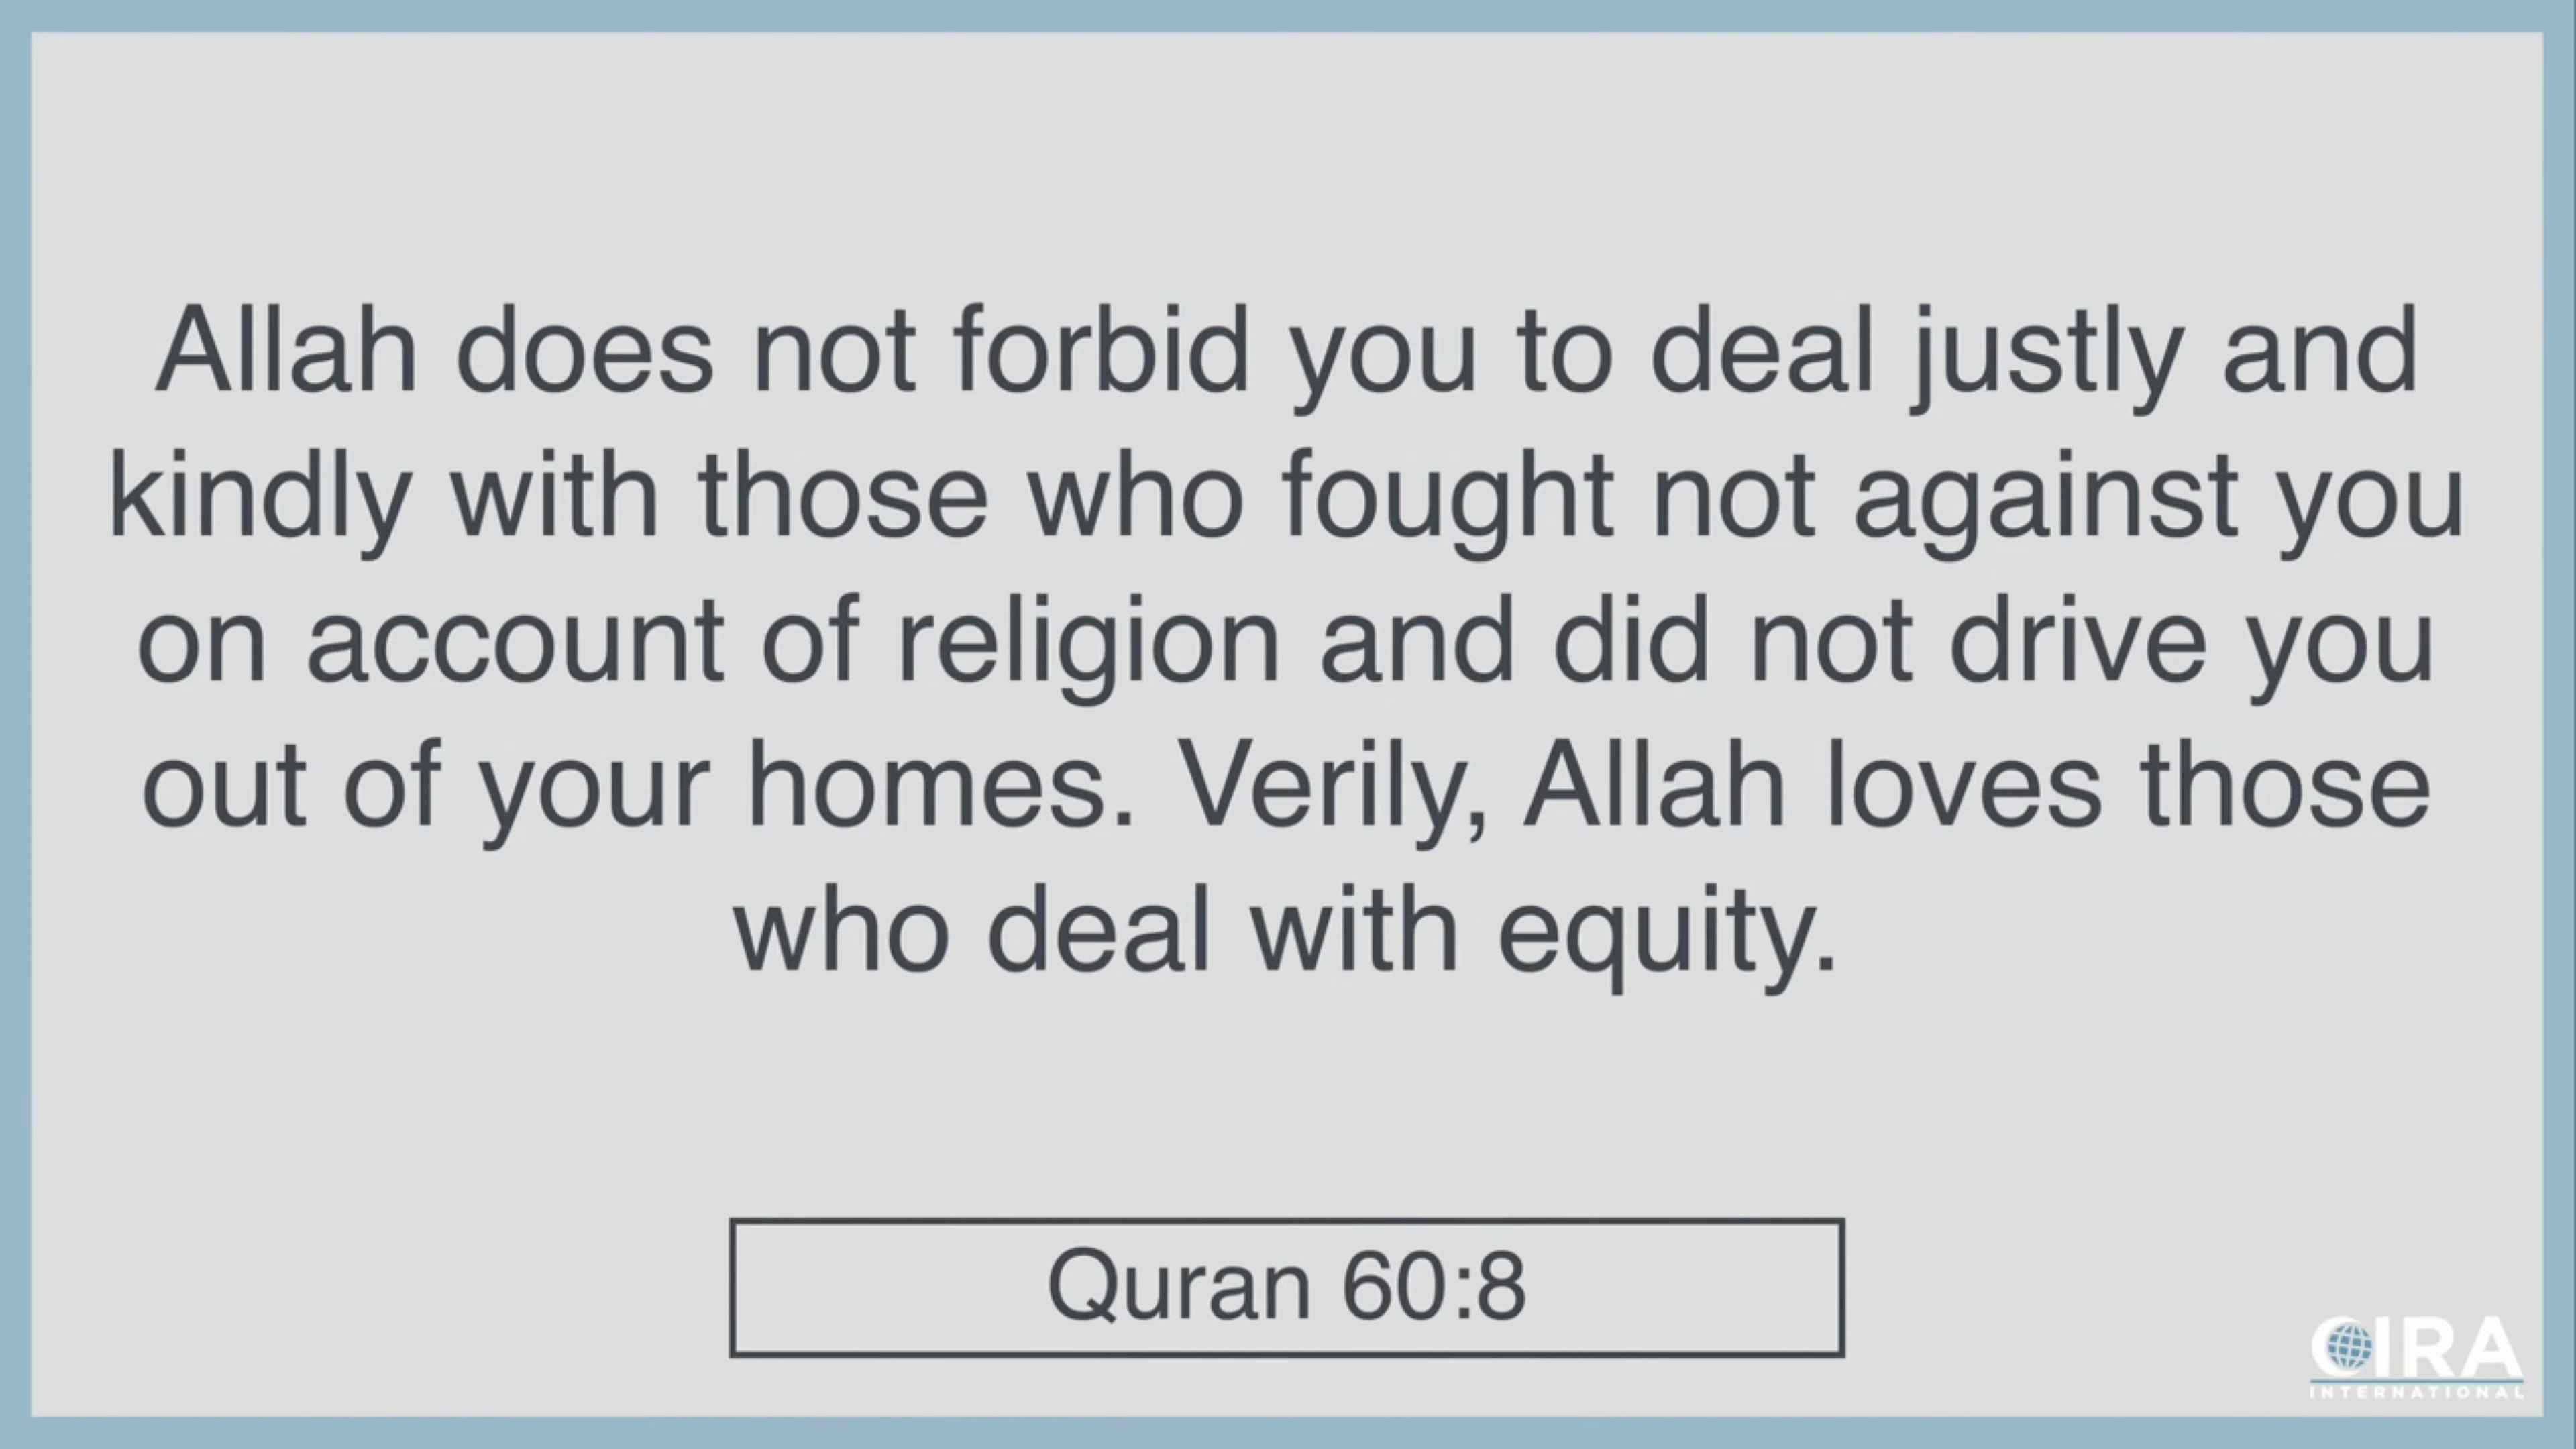 Allah does not forbid you to deal justly and
kindly with those who fought not against you
on account of religion and did not drive you
out of your homes. Verily, Allah loves those
who deal with equity.
Quran 60:8
CIRA
INTERNATIONAL